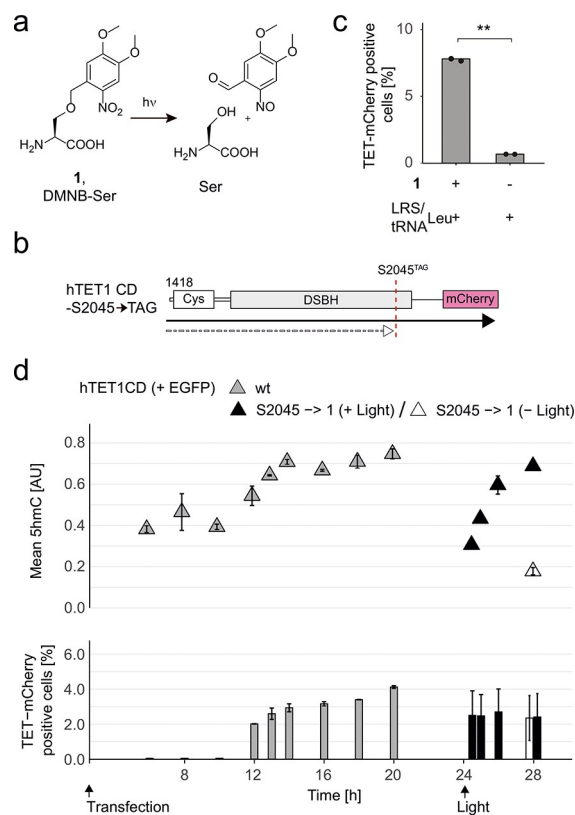 a
O
O
O
NO2
H2N
COOH
1,
DMNB-Ser
hν
O
O
O
NO
OH
+
H2N
COOH
Ser
c
TET-mCherry positive
cells [%]
10
5
0
**
1 + -
LRS/
tRNALeu + +
b
hTET1 CD
-S2045➔TAG
1418
Cys
DSBH
S2045TAG
mCherry
d
hTET1CD (+ EGFP) wt
S2045 -> 1 (+ Light) / S2045 -> 1 (- Light)
Mean 5hmC [AU]
0.8
0.6
0.4
0.2
0.0
TET-mCherry
positive cells [%]
6.0
4.0
2.0
0.0
8 12 16 20 24 28
Time [h]
Transfection
Light